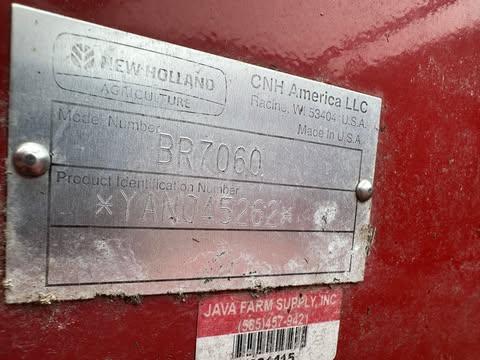 NEW HOLLAND
AGRICULTURE
CNH America LLC
Racine, WI 53404 U.S.A.
Made in U.S.A.
Model Number
BR7060
Product Identification Number
*YAN045262*
JAVA FARM SUPPLY, INC
(585)457-9421